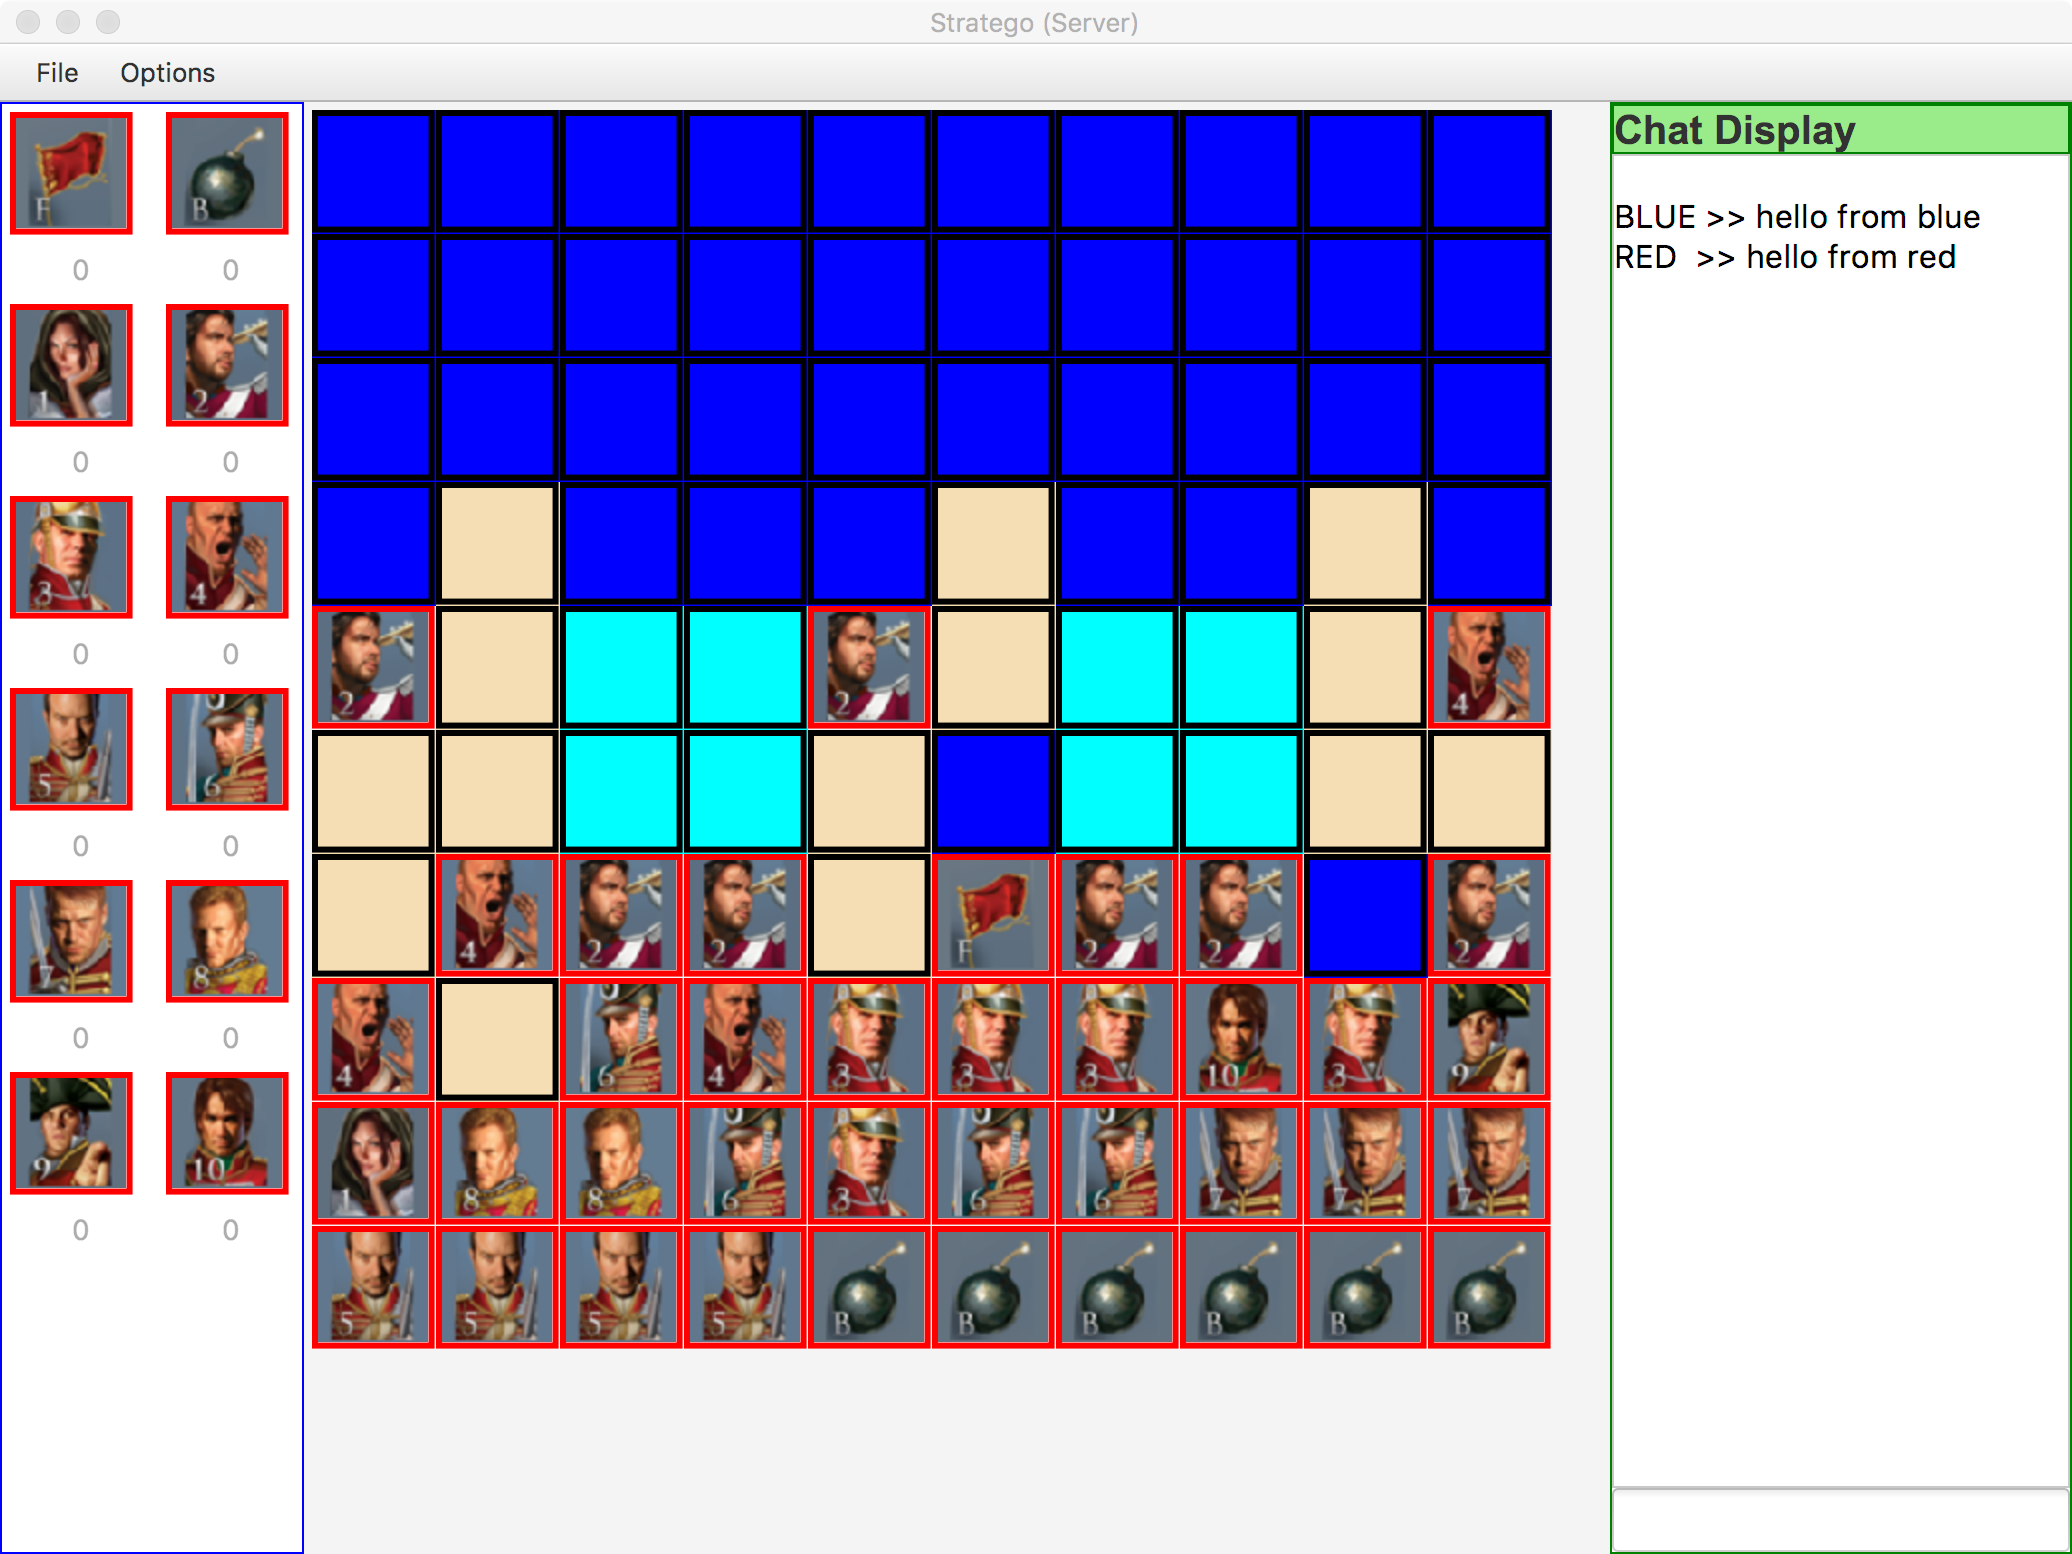 Stratego (Server)
File Options
F B
0 0
1 2
0 0
3 4
0 0
5 6
0 0
7 8
0 0
9 10
0 0
2 2 4
4 2 2 F 2 2 2
4 6 4 3 3 3 10 3 9
1 8 8 6 3 6 6 7 7 7
5 5 5 5 B B B B B B
Chat Display
BLUE >> hello from blue
RED >> hello from red